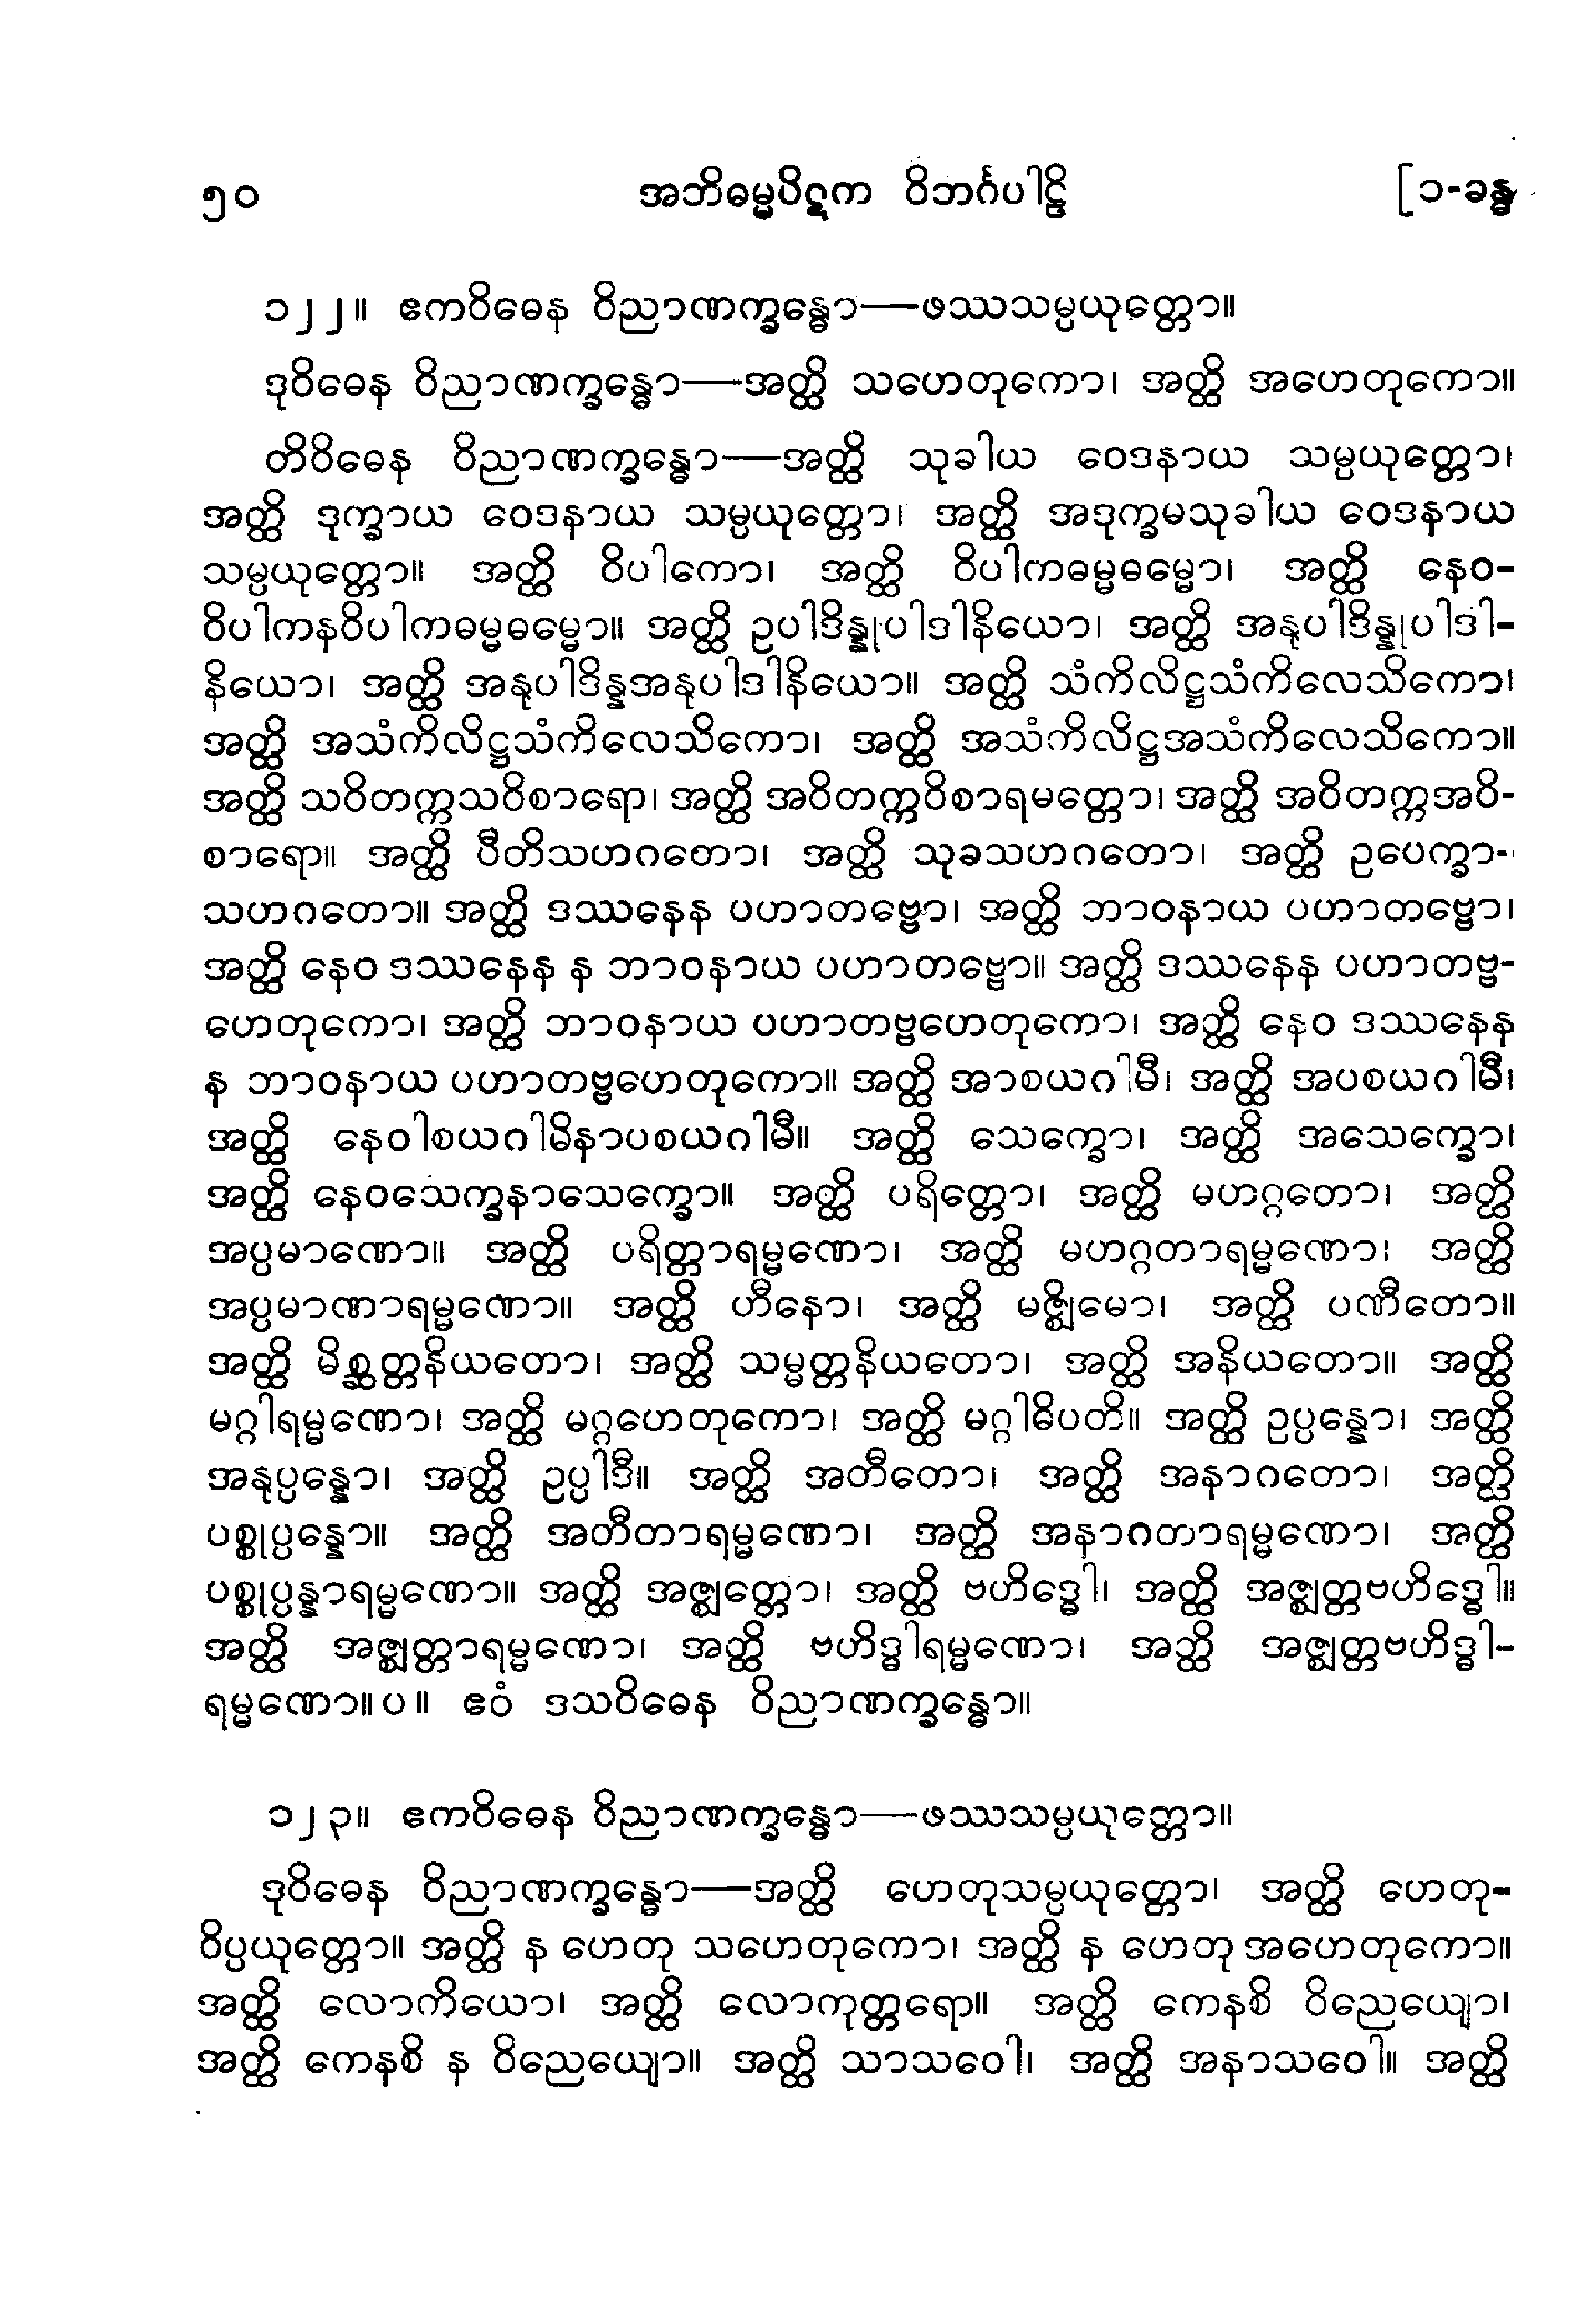 ၅၀ အဘိဓမ္မပိဋက ဝိဘင်္ဂပါဠိ [၁-ခန္ဓ
၁၂၂။ ဧကဝိဓေန ဝိညာဏက္ခန္ဓော—ဖဿသမ္ပယုတ္တော။
ဒုဝိဓေန ဝိညာဏက္ခန္ဓော—အတ္ထိ သဟေတုကော၊ အတ္ထိ အဟေတုကော။
တိဝိဓေန ဝိညာဏက္ခန္ဓော—အတ္ထိ သုခါယ ဝေဒနာယ သမ္ပယုတ္တော၊
အတ္ထိ ဒုက္ခာယ ဝေဒနာယ သမ္ပယုတ္တော၊ အတ္ထိ အဒုက္ခမသုခါယ ဝေဒနာယ
သမ္ပယုတ္တော။ အတ္ထိ ဝိပါကော၊ အတ္ထိ ဝိပါကဓမ္မဓမ္မော၊ အတ္ထိ နေဝ-
ဝိပါကနဝိပါကဓမ္မဓမ္မော။ အတ္ထိ ဥပါဒိန္နုပါဒါနိယော၊ အတ္ထိ အနုပါဒိန္နုပါဒါ-
နိယော၊ အတ္ထိ အနုပါဒိန္နအနုပါဒါနိယော။ အတ္ထိ သံကိလိဋ္ဌသံကိလေသိကော၊
အတ္ထိ အသံကိလိဋ္ဌသံကိလေသိကော၊ အတ္ထိ အသံကိလိဋ္ဌအသံကိလေသိကော။
အတ္ထိ သဝိတက္ကသဝိစာရော၊ အတ္ထိ အဝိတက္ကဝိစာရမတ္တော၊ အတ္ထိ အဝိတက္ကအဝိ-
စာရော။ အတ္ထိ ပီတိသဟဂတော၊ အတ္ထိ သုခသဟဂတော၊ အတ္ထိ ဥပေက္ခာ-
သဟဂတော။ အတ္ထိ ဒဿနေန ပဟာတဗ္ဗော၊ အတ္ထိ ဘာဝနာယ ပဟာတဗ္ဗော၊
အတ္ထိ နေဝ ဒဿနေန န ဘာဝနာယ ပဟာတဗ္ဗော။ အတ္ထိ ဒဿနေန ပဟာတဗ္ဗ-
ဟေတုကော၊ အတ္ထိ ဘာဝနာယ ပဟာတဗ္ဗဟေတုကော၊ အတ္ထိ နေဝ ဒဿနေန
န ဘာဝနာယ ပဟာတဗ္ဗဟေတုကော။ အတ္ထိ အာစယဂါမီ၊ အတ္ထိ အပစယဂါမီ၊
အတ္ထိ နေဝါစယဂါမိနာပစယဂါမီ။ အတ္ထိ သေက္ခော၊ အတ္ထိ အသေက္ခော၊
အတ္ထိ နေဝသေက္ခနာသေက္ခော။ အတ္ထိ ပရိတ္တော၊ အတ္ထိ မဟဂ္ဂတော၊ အတ္ထိ
အပ္ပမာဏော။ အတ္ထိ ပရိတ္တာရမ္မဏော၊ အတ္ထိ မဟဂ္ဂတာရမ္မဏော၊ အတ္ထိ
အပ္ပမာဏာရမ္မဏော။ အတ္ထိ ဟီနော၊ အတ္ထိ မဇ္ဈိမော၊ အတ္ထိ ပဏီတော။
အတ္ထိ မိစ္ဆတ္တနိယတော၊ အတ္ထိ သမ္မတ္တနိယတော၊ အတ္ထိ အနိယတော။ အတ္ထိ
မဂ္ဂါရမ္မဏော၊ အတ္ထိ မဂ္ဂဟေတုကော၊ အတ္ထိ မဂ္ဂါဓိပတိ။ အတ္ထိ ဥပ္ပန္နော၊ အတ္ထိ
အနုပ္ပန္နော၊ အတ္ထိ ဥပ္ပါဒီ။ အတ္ထိ အတီတော၊ အတ္ထိ အနာဂတော၊ အတ္ထိ
ပစ္စုပ္ပန္နော။ အတ္ထိ အတီတာရမ္မဏော၊ အတ္ထိ အနာဂတာရမ္မဏော၊ အတ္ထိ
ပစ္စုပ္ပန္နာရမ္မဏော။ အတ္ထိ အဇ္ဈတ္တော၊ အတ္ထိ ဗဟိဒ္ဓေါ၊ အတ္ထိ အဇ္ဈတ္တဗဟိဒ္ဓေါ။
အတ္ထိ အဇ္ဈတ္တာရမ္မဏော၊ အတ္ထိ ဗဟိဒ္ဓါရမ္မဏော၊ အတ္ထိ အဇ္ဈတ္တဗဟိဒ္ဓါ-
ရမ္မဏော။ပ။ ဧဝံ ဒသဝိဓေန ဝိညာဏက္ခန္ဓော။
၁၂၃။ ဧကဝိဓေန ဝိညာဏက္ခန္ဓော—ဖဿသမ္ပယုတ္တော။
ဒုဝိဓေန ဝိညာဏက္ခန္ဓော—အတ္ထိ ဟေတုသမ္ပယုတ္တော၊ အတ္ထိ ဟေတု-
ဝိပ္ပယုတ္တော။ အတ္ထိ န ဟေတု သဟေတုကော၊ အတ္ထိ န ဟေတု အဟေတုကော။
အတ္ထိ လောကိယော၊ အတ္ထိ လောကုတ္တရော။ အတ္ထိ ကေနစိ ဝိညေယျော၊
အတ္ထိ ကေနစိ န ဝိညေယျော။ အတ္ထိ သာသဝေါ၊ အတ္ထိ အနာသဝေါ။ အတ္ထိ